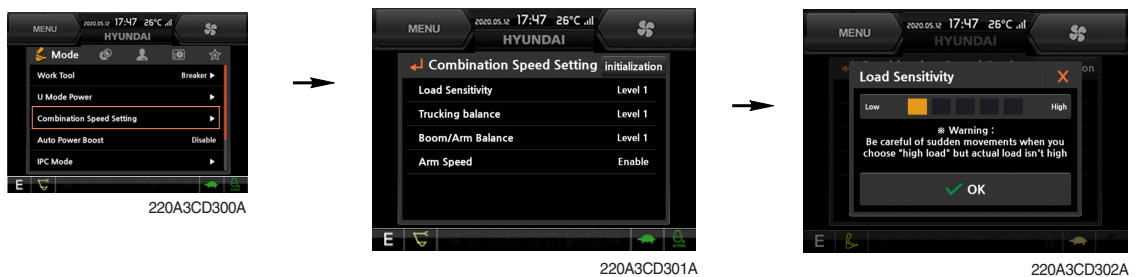 MENU 2020.05.12 17:47 26°C
HYUNDAI
Mode
Work Tool Breaker ▶
U Mode Power ▶
Combination Speed Setting ▶
Auto Power Boost Disable
IPC Mode ▶
E
220A3CD300A
MENU 2020.05.12 17:47 26°C
HYUNDAI
Combination Speed Setting initialization
Load Sensitivity Level 1
Trucking balance Level 1
Boom/Arm Balance Level 1
Arm Speed Enable
E
220A3CD301A
MENU 2020.05.12 17:47 26°C
HYUNDAI
Load Sensitivity X
Low High
※ Warning :
Be careful of sudden movements when you
choose "high load" but actual load isn't high
OK
E
220A3CD302A